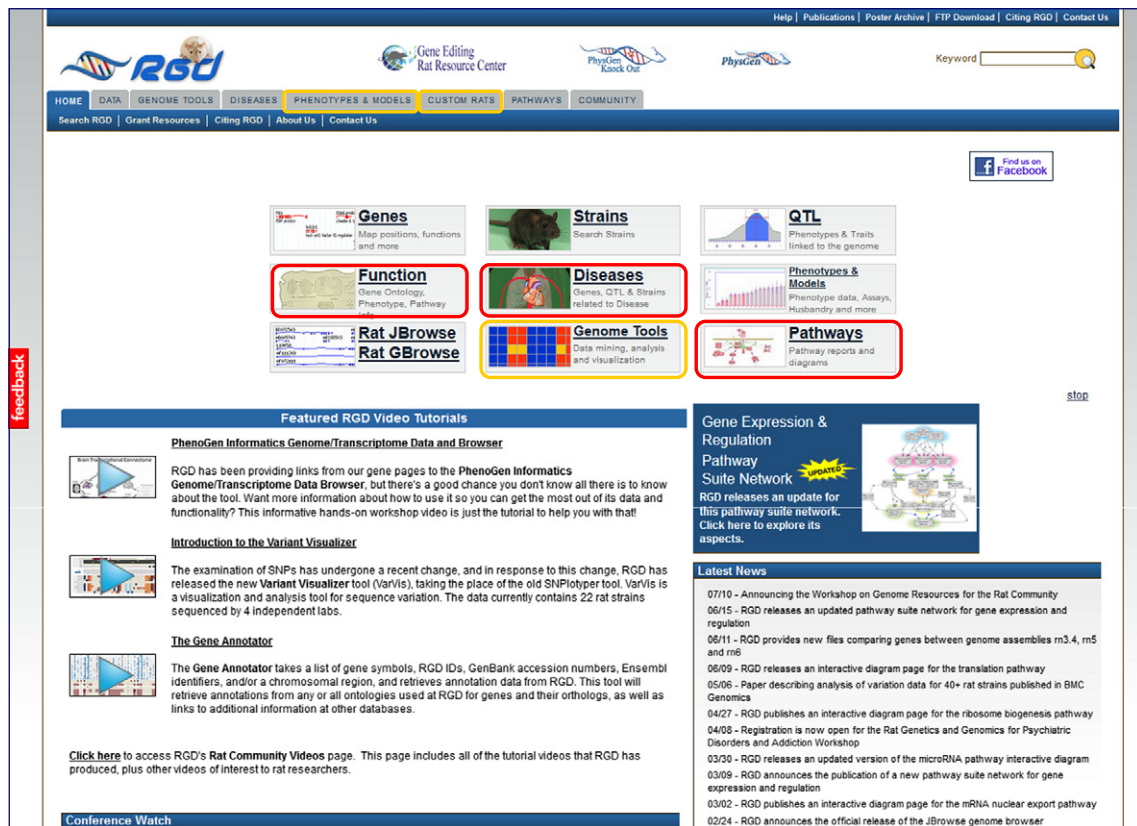 Help | Publications | Poster Archive | FTP Download | Citing RGD | Contact Us
RGD
Gene Editing
Rat Resource Center
PhysGen
Knock Out
PhysGen
Keyword
HOME DATA GENOME TOOLS DISEASES PHENOTYPES & MODELS CUSTOM RATS PATHWAYS COMMUNITY
Search RGD | Grant Resources | Citing RGD | About Us | Contact Us
Find us on
Facebook
Genes
Map positions, functions
and more
Strains
Search Strains
QTL
Phenotypes & Traits
linked to the genome
Function
Gene Ontology,
Phenotype, Pathway
Info
Diseases
Genes, QTL & Strains
related to Disease
Phenotypes &
Models
Phenotype data, Assays,
Husbandry and more
Rat JBrowse
Rat GBrowse
Genome Tools
Data mining, analysis
and visualization
Pathways
Pathway reports and
diagrams
feedback
stop
Featured RGD Video Tutorials
PhenoGen Informatics Genome/Transcriptome Data and Browser
RGD has been providing links from our gene pages to the PhenoGen Informatics
Genome/Transcriptome Data Browser, but there's a good chance you don't know all there is to know
about the tool. Want more information about how to use it so you can get the most out of its data and
functionality? This informative hands-on workshop video is just the tutorial to help you with that!
Introduction to the Variant Visualizer
The examination of SNPs has undergone a recent change, and in response to this change, RGD has
released the new Variant Visualizer tool (VarVis), taking the place of the old SNPlotyper tool. VarVis is
a visualization and analysis tool for sequence variation. The data currently contains 22 rat strains
sequenced by 4 independent labs.
The Gene Annotator
The Gene Annotator takes a list of gene symbols, RGD IDs, GenBank accession numbers, Ensembl
identifiers, and/or a chromosomal region, and retrieves annotation data from RGD. This tool will
retrieve annotations from any or all ontologies used at RGD for genes and their orthologs, as well as
links to additional information at other databases.
Click here to access RGD's Rat Community Videos page. This page includes all of the tutorial videos that RGD has
produced, plus other videos of interest to rat researchers.
Conference Watch
Gene Expression &
Regulation
Pathway
Suite Network
UPDATED
RGD releases an update for
this pathway suite network.
Click here to explore its
aspects.
Latest News
07/10 - Announcing the Workshop on Genome Resources for the Rat Community
06/15 - RGD releases an updated pathway suite network for gene expression and
regulation
06/11 - RGD provides new files comparing genes between genome assemblies rn3.4, rn5
and rn6
06/09 - RGD releases an interactive diagram page for the translation pathway
05/06 - Paper describing analysis of variation data for 40+ rat strains published in BMC
Genomics
04/27 - RGD publishes an interactive diagram page for the ribosome biogenesis pathway
04/08 - Registration is now open for the Rat Genetics and Genomics for Psychiatric
Disorders and Addiction Workshop
03/30 - RGD releases an updated version of the microRNA pathway interactive diagram
03/09 - RGD announces the publication of a new pathway suite network for gene
expression and regulation
03/02 - RGD publishes an interactive diagram page for the mRNA nuclear export pathway
02/24 - RGD announces the official release of the JBrowse genome browser